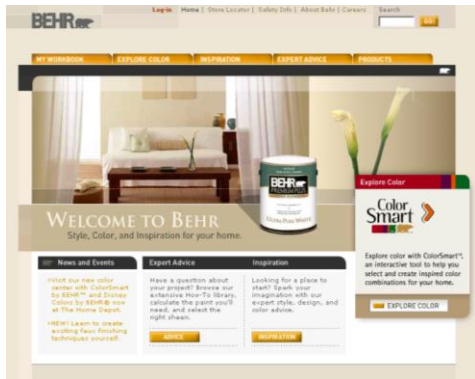 BEHR
Log-in Home | Store Locator | Safety Info | About Behr | Careers Search
GO!
MY WORKBOOK EXPLORE COLOR INSPIRATION EXPERT ADVICE PRODUCTS
BEHR
PREMIUM PLUS
ULTRA PURE WHITE
WELCOME TO BEHR
Style, Color, and Inspiration for your home.
Explore Color
Color
Smart
Explore color with ColorSmart™,
an interactive tool to help you
select and create inspired color
combinations for your home.
EXPLORE COLOR
News and Events
»Visit our new color
center with ColorSmart
by BEHR™ and Disney
Colors by BEHR® now
at The Home Depot.
»NEW! Learn to create
exciting faux finishing
techniques yourself.
Expert Advice
Have a question about
your project? Browse our
extensive How-To library,
calculate the paint you'll
need, and select the
right sheen.
ADVICE
Inspiration
Looking for a place to
start? Spark your
imagination with our
expert style, design, and
color advice.
INSPIRATION